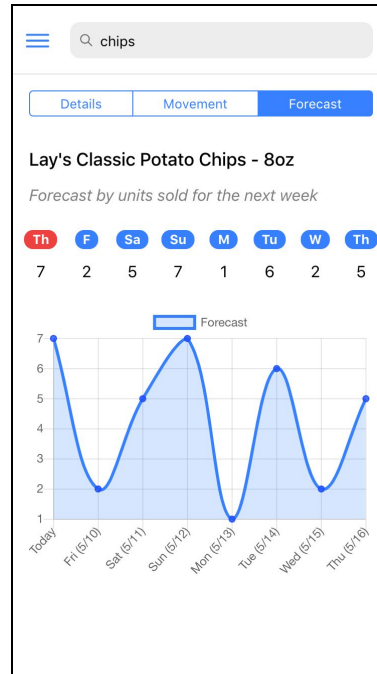 chips
Details Movement Forecast
Lay's Classic Potato Chips - 8oz
Forecast by units sold for the next week
Th F Sa Su M Tu W Th
7 2 5 7 1 6 2 5
Forecast
7
6
5
4
3
2
1
Today Fri (5/10) Sat (5/11) Sun (5/12) Mon (5/13) Tue (5/14) Wed (5/15) Thu (5/16)